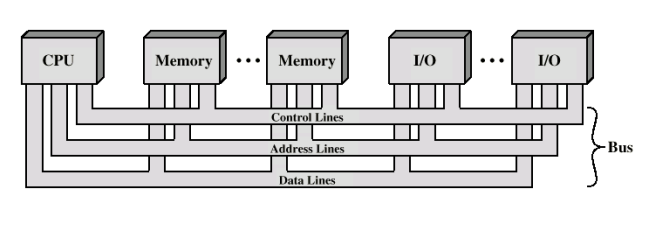 CPU Memory ••• Memory I/O ••• I/O
Control Lines
Address Lines
Bus
Data Lines